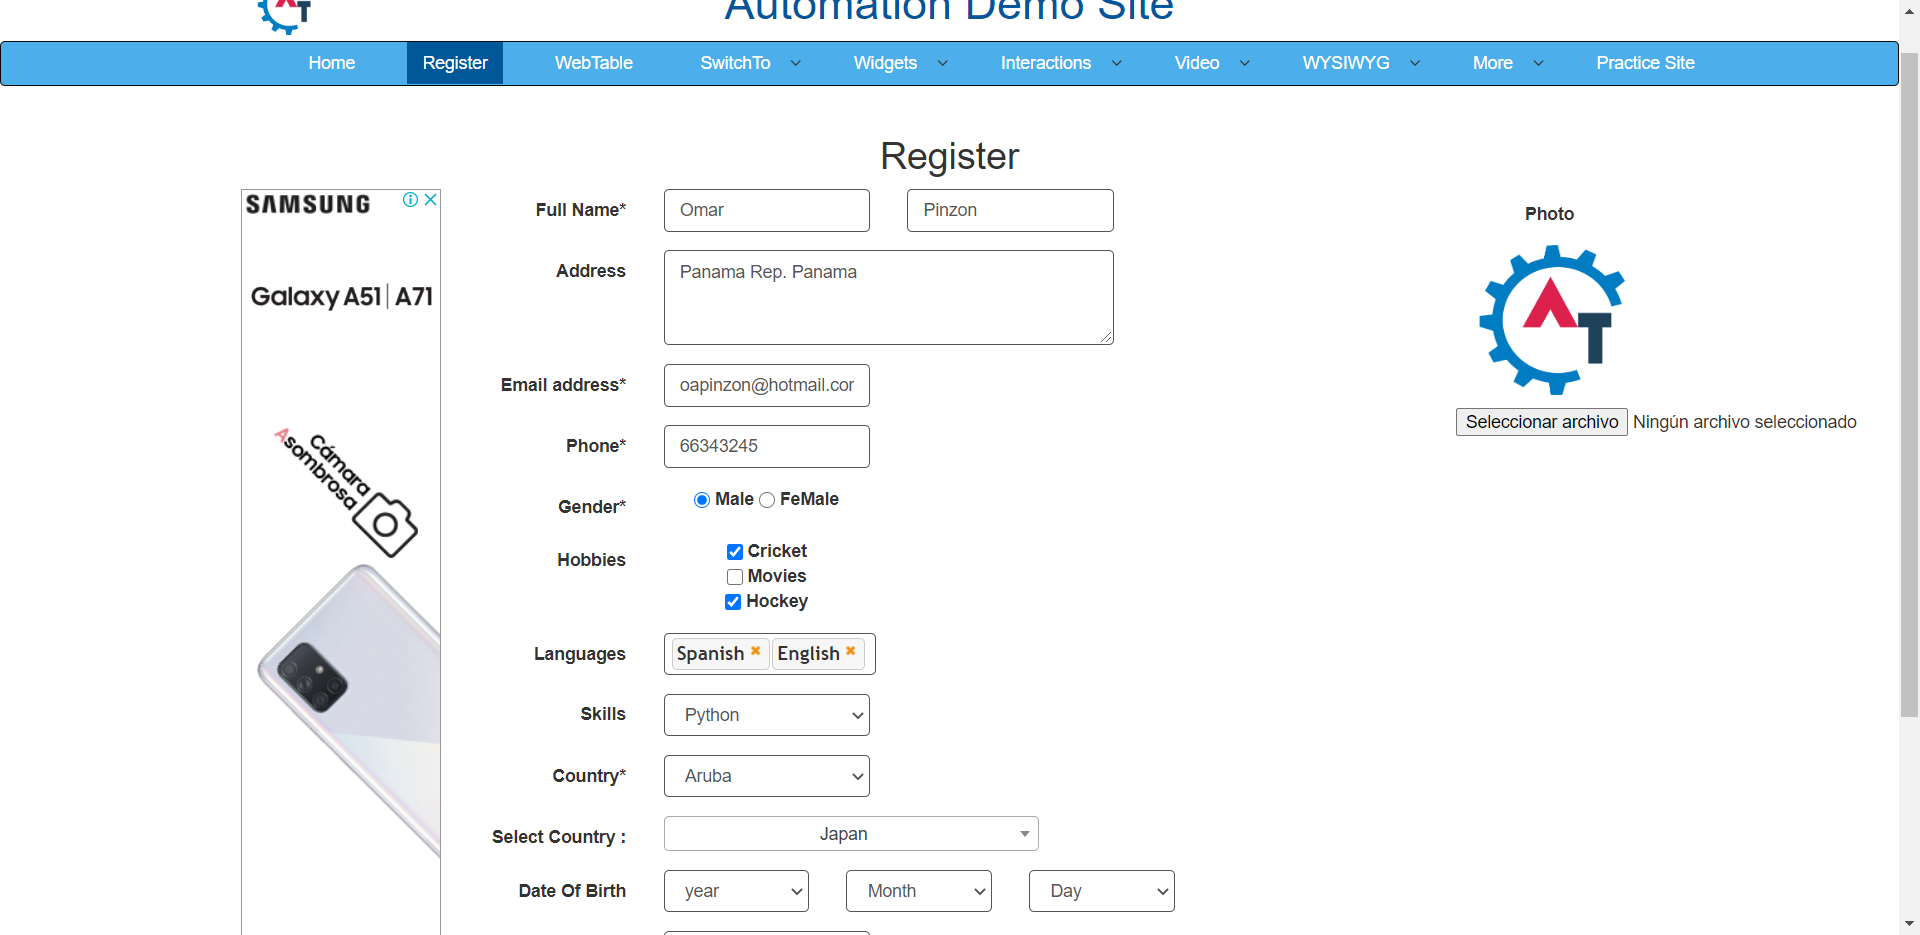 Automation Demo Site
Home Register WebTable SwitchTo Widgets Interactions Video WYSIWYG More Practice Site
Register
SAMSUNG
Galaxy A51 | A71
Asombrosa
Cámara
Full Name* Omar Pinzon
Address Panama Rep. Panama
Email address* oapinzon@hotmail.cor
Phone* 66343245
Gender* Male FeMale
Hobbies Cricket
Movies
Hockey
Languages Spanish English
Skills Python
Country* Aruba
Select Country : Japan
Date Of Birth year Month Day
Photo
AT
Seleccionar archivo Ningún archivo seleccionado